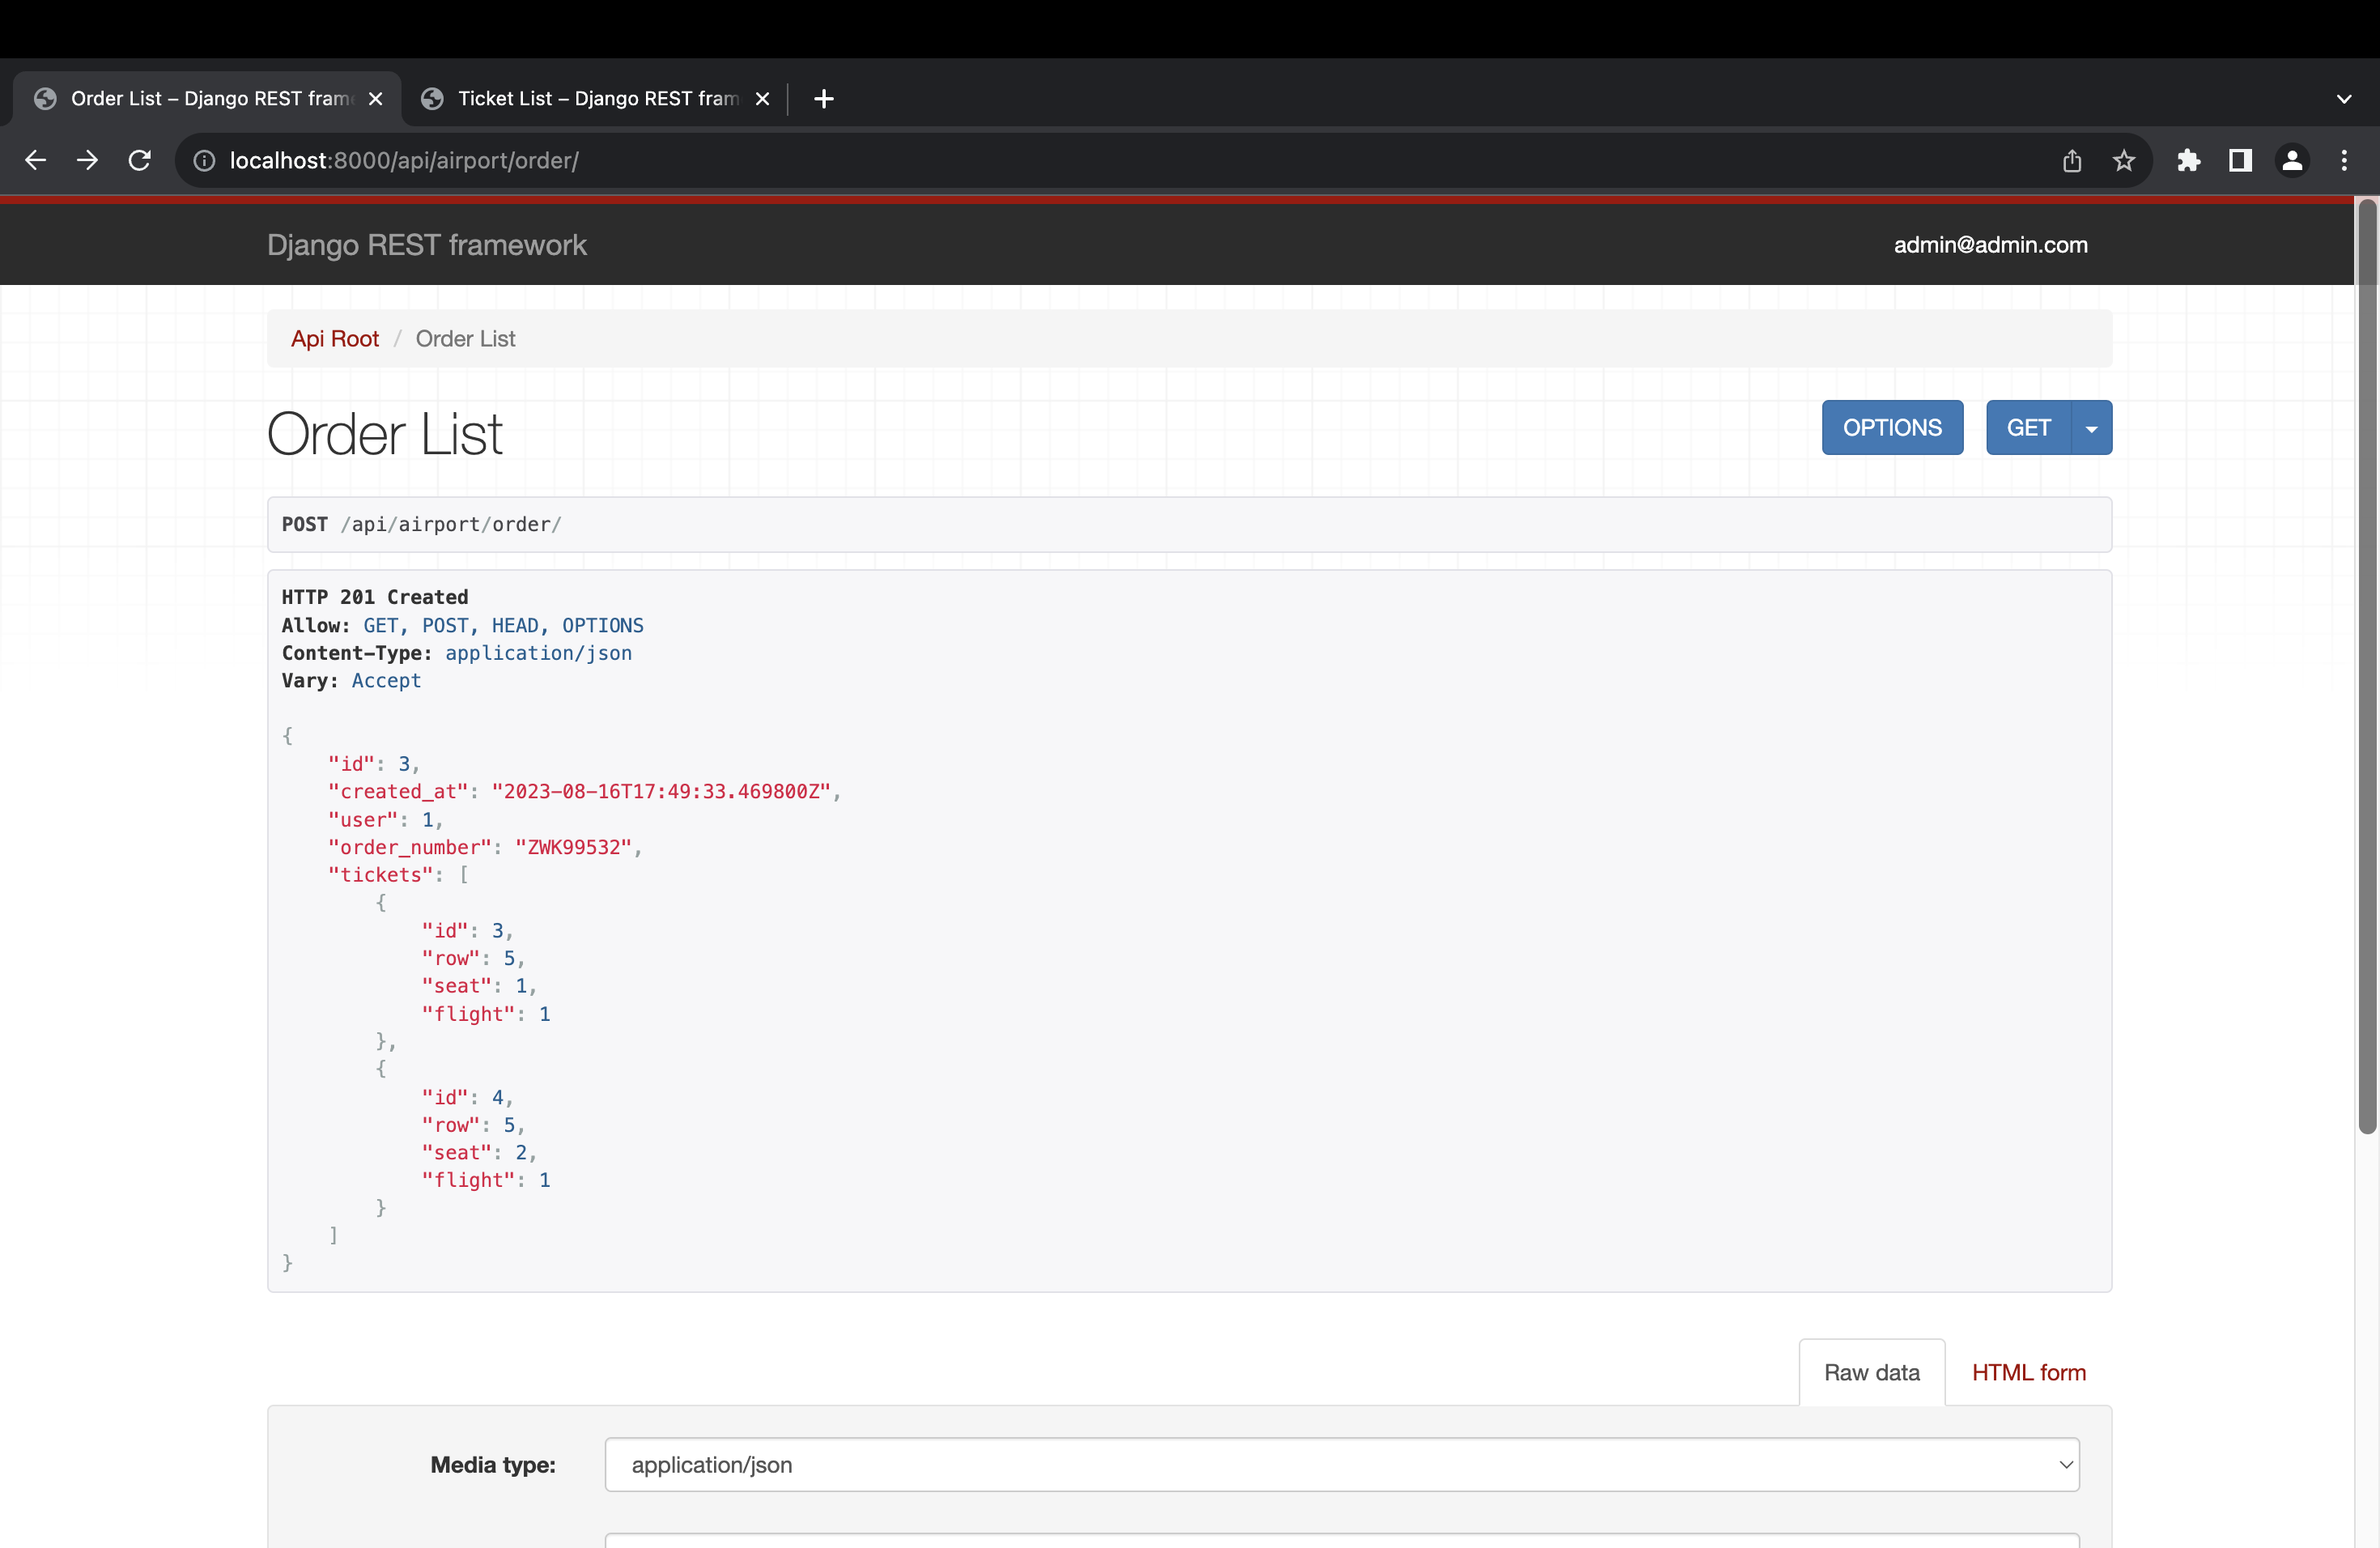 Order List – Django REST fram
Ticket List – Django REST fram
localhost:8000/api/airport/order/
Django REST framework
admin@admin.com
Api Root / Order List
Order List
OPTIONS
GET
POST /api/airport/order/
HTTP 201 Created
Allow: GET, POST, HEAD, OPTIONS
Content-Type: application/json
Vary: Accept
{
"id": 3,
"created_at": "2023-08-16T17:49:33.469800Z",
"user": 1,
"order_number": "ZWK99532",
"tickets": [
{
"id": 3,
"row": 5,
"seat": 1,
"flight": 1
},
{
"id": 4,
"row": 5,
"seat": 2,
"flight": 1
}
]
}
Raw data
HTML form
Media type:
application/json